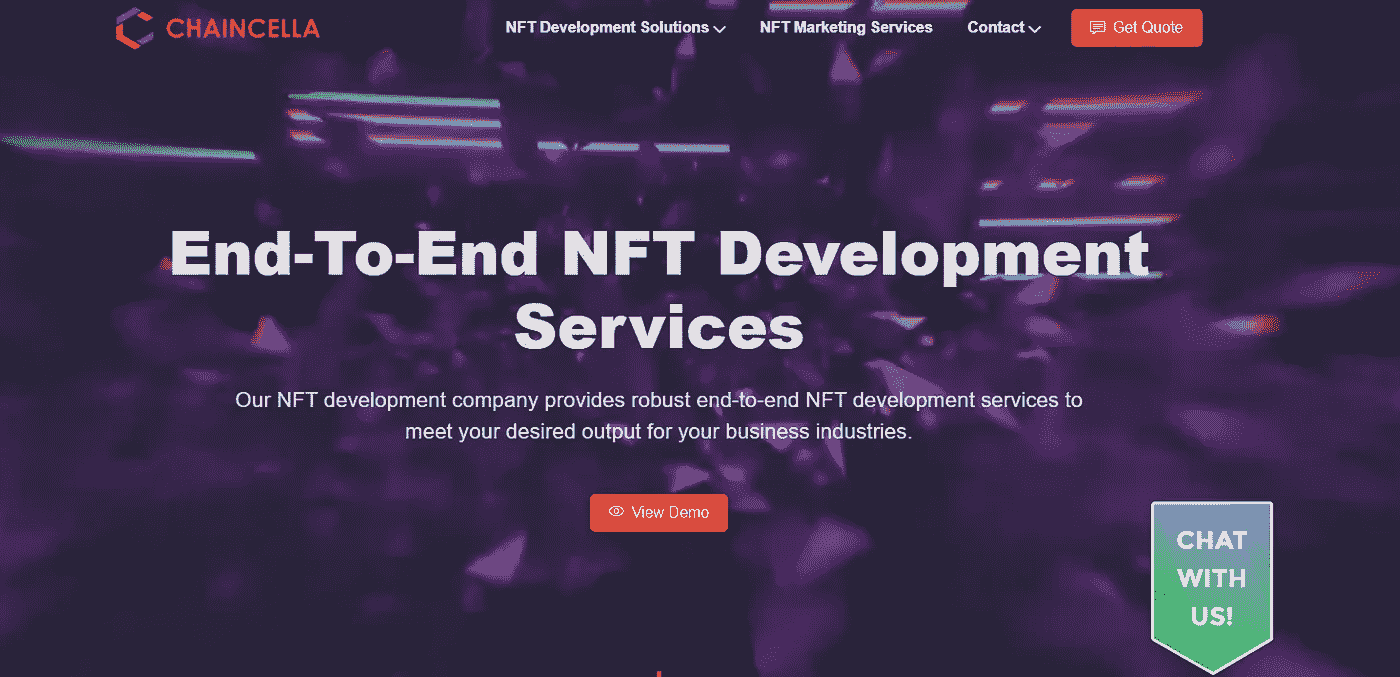 CHAINCELLA
NFT Development Solutions
NFT Marketing Services
Contact
Get Quote
End-To-End NFT Development
Services
Our NFT development company provides robust end-to-end NFT development services to
meet your desired output for your business industries.
View Demo
CHAT
WITH
US!